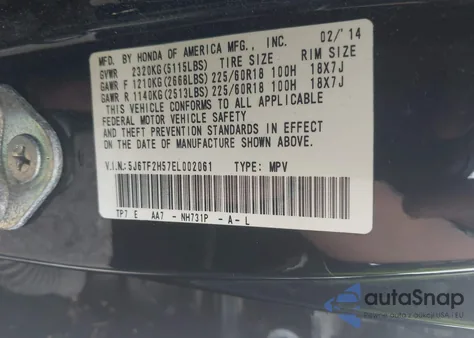 MFD. BY HONDA OF AMERICA MFG., INC. 02/'14
GVWR 2320KG(5115LBS) TIRE SIZE RIM SIZE
GAWR F 1210KG(2668LBS) 225/60R18 100H 18X7J
GAWR R 1140KG(2513LBS) 225/60R18 100H 18X7J
THIS VEHICLE CONFORMS TO ALL APPLICABLE
FEDERAL MOTOR VEHICLE SAFETY
AND THEFT PREVENTION STANDARDS IN EFFECT
ON THE DATE OF MANUFACTURE SHOWN ABOVE.
V.I.N.:5J6TF2H57EL002061 TYPE: MPV
TP7 E AA7 - NH731P -A-L
autoSnap